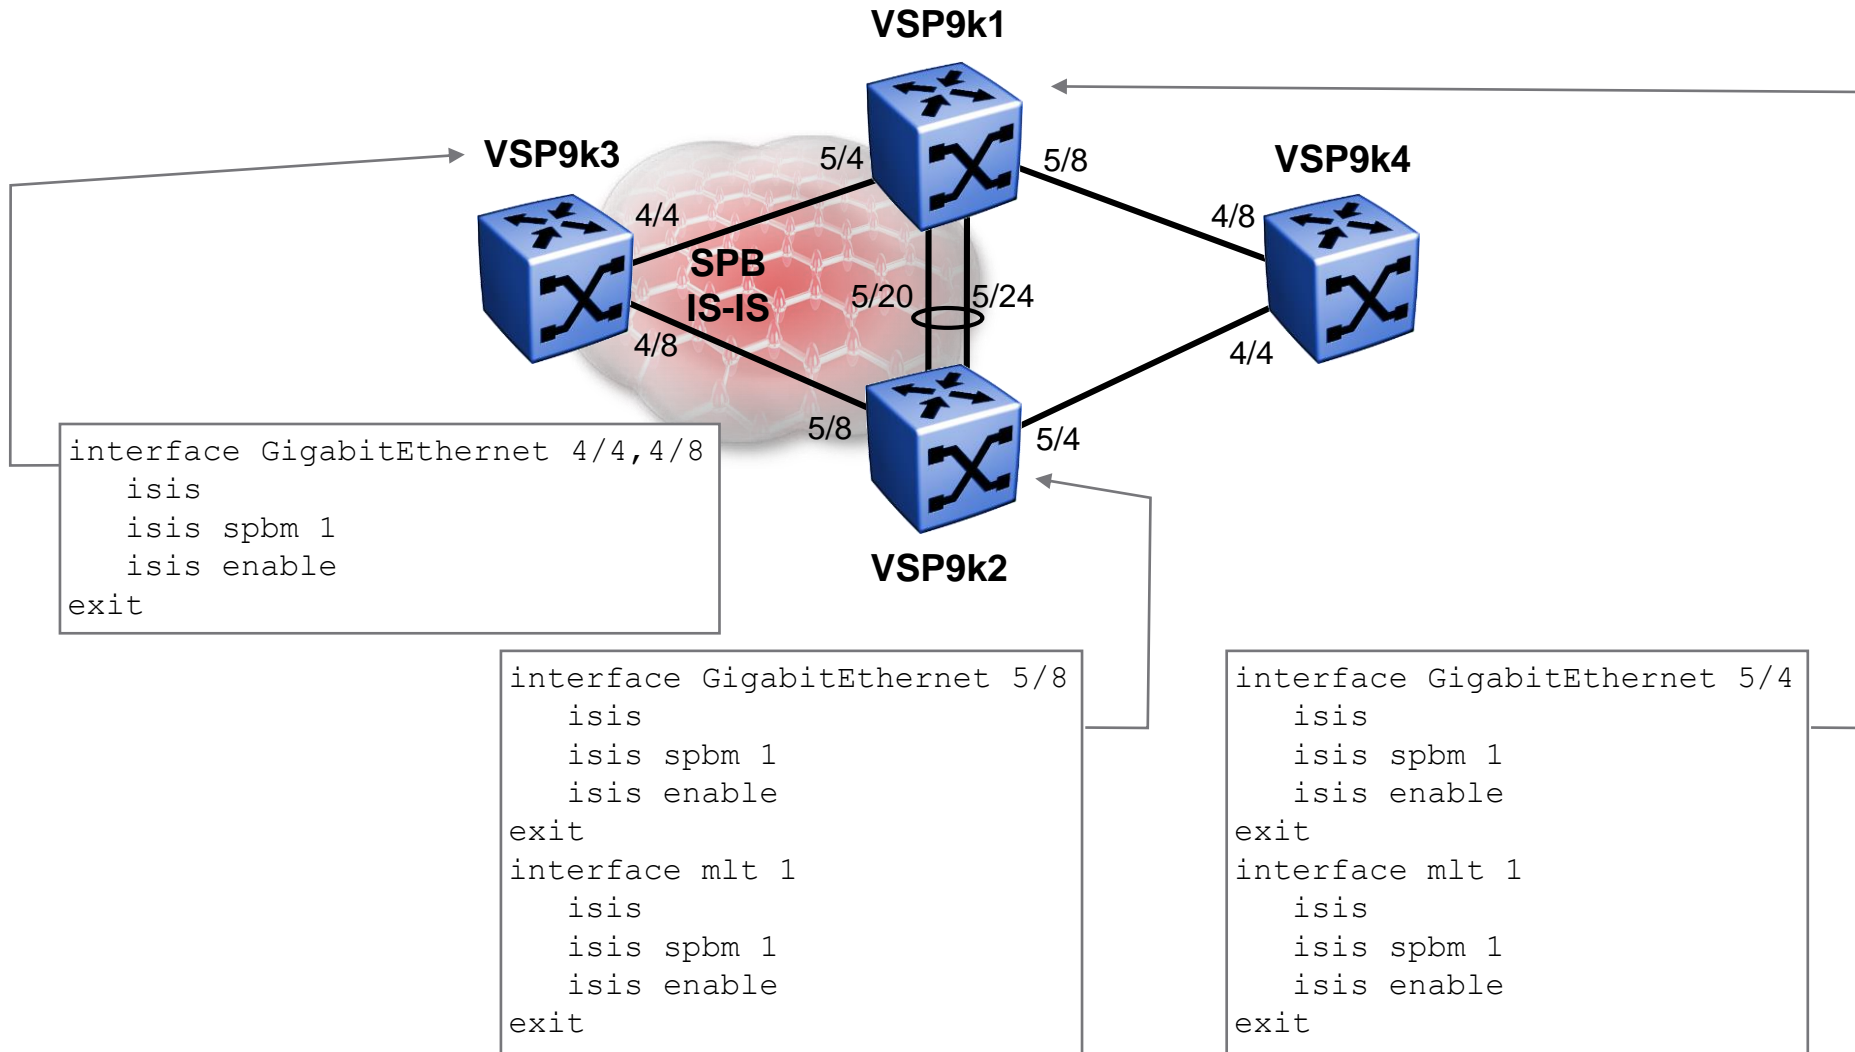 VSP9k1
VSP9k3
VSP9k4
5/4
5/8
4/4
4/8
SPB
IS-IS
5/20
5/24
4/8
4/4
5/8
5/4
VSP9k2
interface GigabitEthernet 4/4,4/8
   isis
   isis spbm 1
   isis enable
exit
interface GigabitEthernet 5/8
   isis
   isis spbm 1
   isis enable
exit
interface mlt 1
   isis
   isis spbm 1
   isis enable
exit
interface GigabitEthernet 5/4
   isis
   isis spbm 1
   isis enable
exit
interface mlt 1
   isis
   isis spbm 1
   isis enable
exit